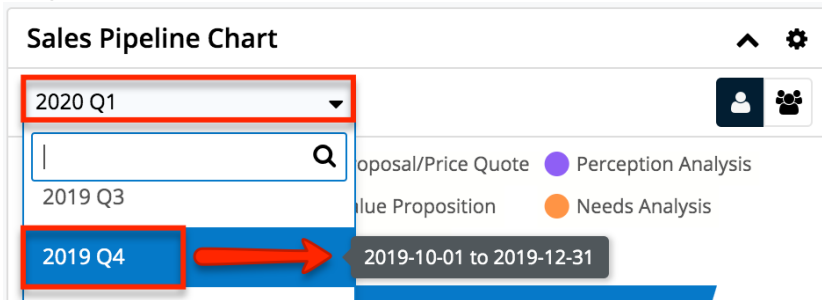 Sales Pipeline Chart
2020 Q1
oposal/Price Quote
Perception Analysis
2019 Q3
lue Proposition
Needs Analysis
2019 Q4
2019-10-01 to 2019-12-31